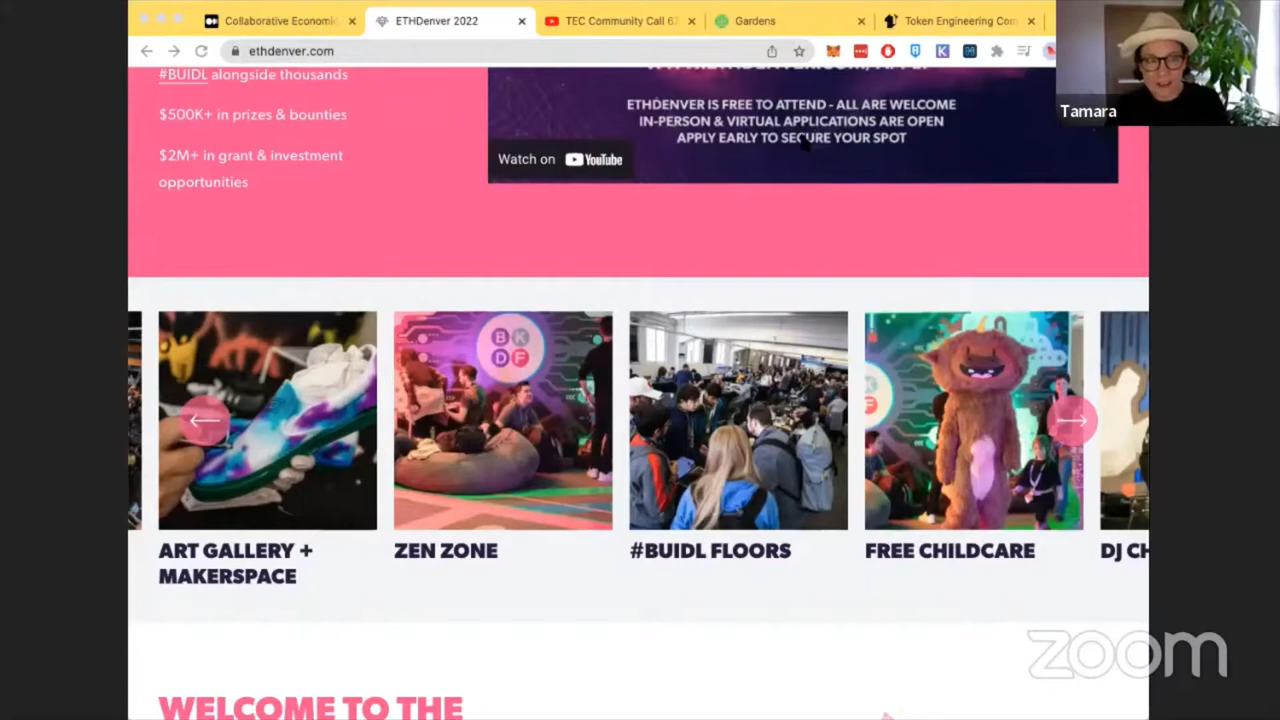 Collaborative Economi
ETHDenver 2022
TEC Community Call 67
Gardens
Token Engineering Com
ethdenver.com
Tamara
#BUIDL alongside thousands
$500K+ in prizes & bounties
$2M+ in grant & investment
opportunities
ETHDENVER IS FREE TO ATTEND - ALL ARE WELCOME
IN-PERSON & VIRTUAL APPLICATIONS ARE OPEN
APPLY EARLY TO SECURE YOUR SPOT
Watch on YouTube
B K
D F
ART GALLERY +
MAKERSPACE
ZEN ZONE
#BUIDL FLOORS
FREE CHILDCARE
DJ CH
zoom
WELCOME TO THE